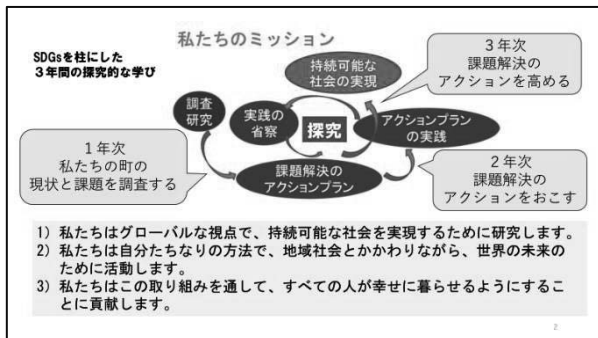 私たちのミッション
SDGsを柱にした
3年間の探究的な学び
持続可能な
社会の実現
3年次
課題解決の
アクションを高める
調査
研究
実践の
省察
探究
アクションプラン
の実践
1年次
私たちの町の
現状と課題を調査する
課題解決の
アクションプラン
2年次
課題解決の
アクションをおこす
1) 私たちはグローバルな視点で、持続可能な社会を実現するために研究します。
2) 私たちは自分たちなりの方法で、地域社会とかかわりながら、世界の未来の
ために活動します。
3) 私たちはこの取り組みを通して、すべての人が幸せに暮らせるようにするこ
とに貢献します。
2